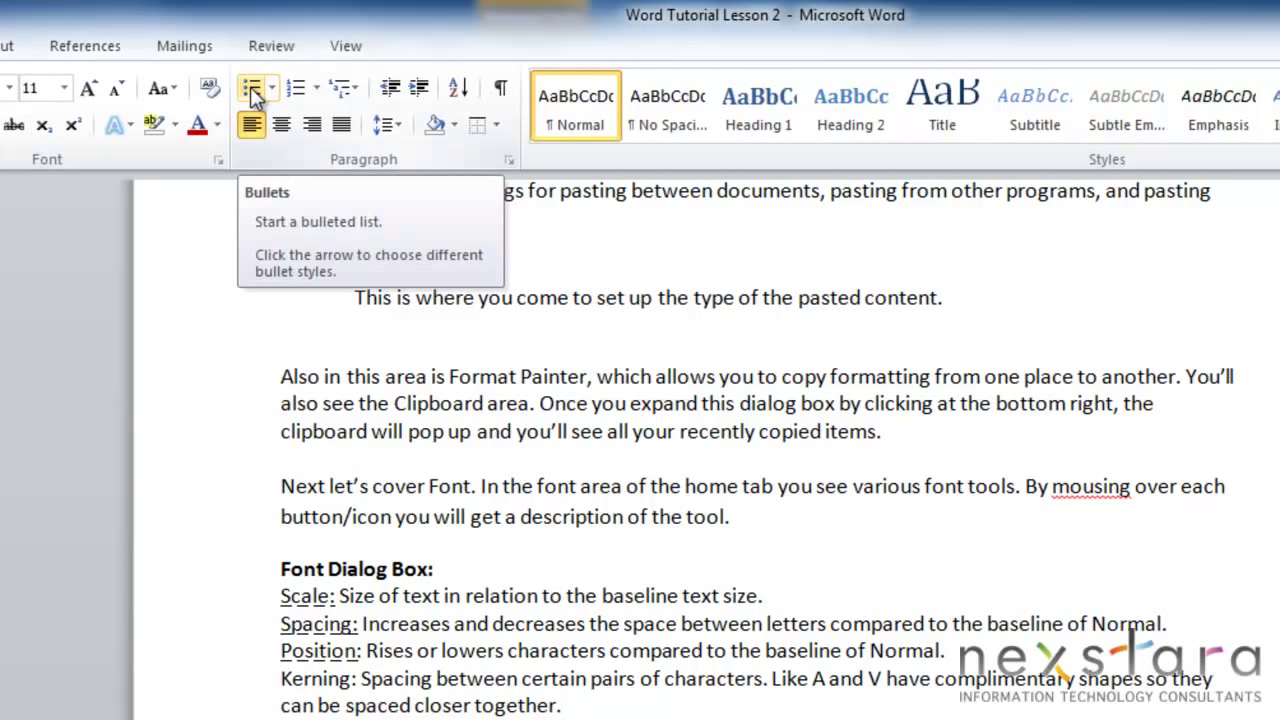 Word Tutorial Lesson 2 - Microsoft Word
ut References Mailings Review View
11 Aa
abc X₂ X² A ab A
Font Paragraph Styles
AaBbCcDc AaBbCcDc AaBbC AaBbCc AaB AaBbCc. AaBbCcDc AaBbCcDc
¶ Normal ¶ No Spaci... Heading 1 Heading 2 Title Subtitle Subtle Em... Emphasis
Bullets
Start a bulleted list.
Click the arrow to choose different
bullet styles.
gs for pasting between documents, pasting from other programs, and pasting
This is where you come to set up the type of the pasted content.
Also in this area is Format Painter, which allows you to copy formatting from one place to another. You’ll
also see the Clipboard area. Once you expand this dialog box by clicking at the bottom right, the
clipboard will pop up and you’ll see all your recently copied items.
Next let’s cover Font. In the font area of the home tab you see various font tools. By mousing over each
button/icon you will get a description of the tool.
Font Dialog Box:
Scale: Size of text in relation to the baseline text size.
Spacing: Increases and decreases the space between letters compared to the baseline of Normal.
Position: Rises or lowers characters compared to the baseline of Normal.
Kerning: Spacing between certain pairs of characters. Like A and V have complimentary shapes so they
can be spaced closer together.
nexstara
INFORMATION TECHNOLOGY CONSULTANTS